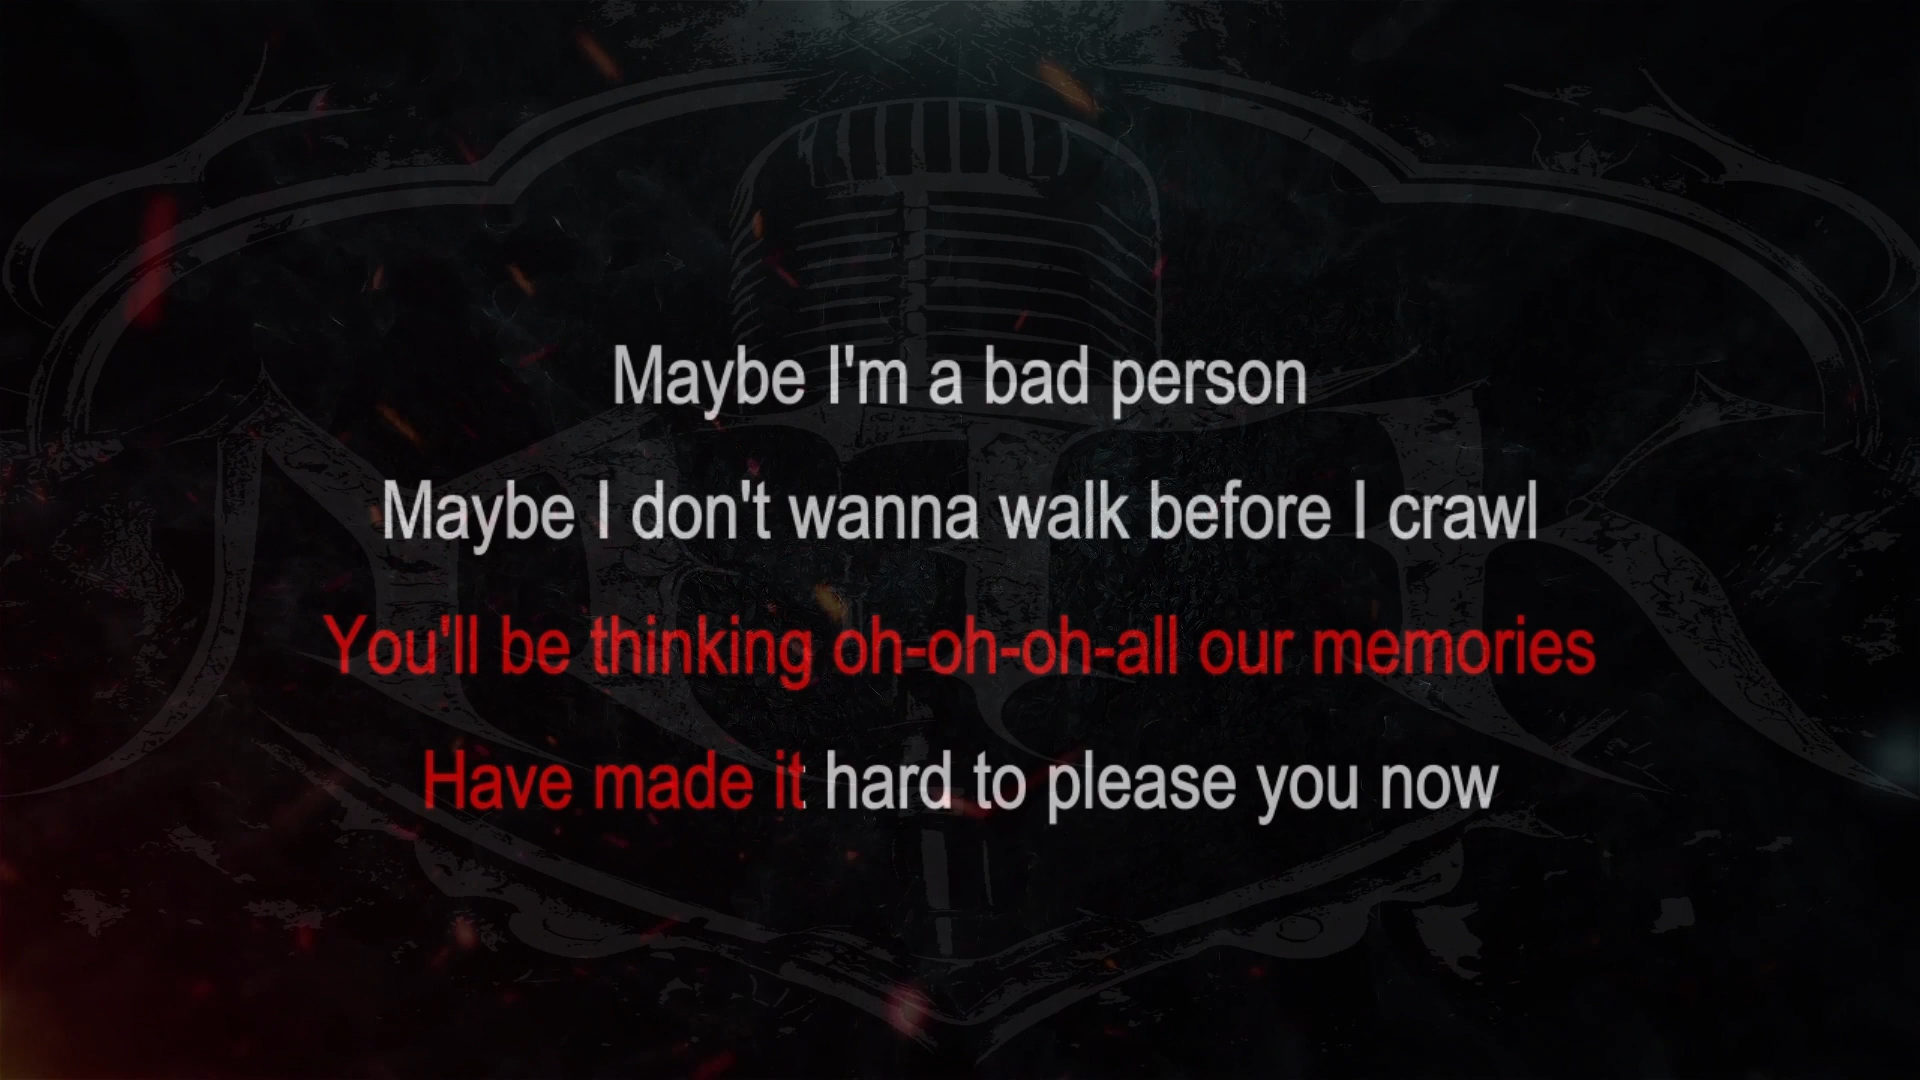 Maybe I'm a bad person
Maybe I don't wanna walk before I crawl
You'll be thinking oh-oh-oh-all our memories
Have made it hard to please you now